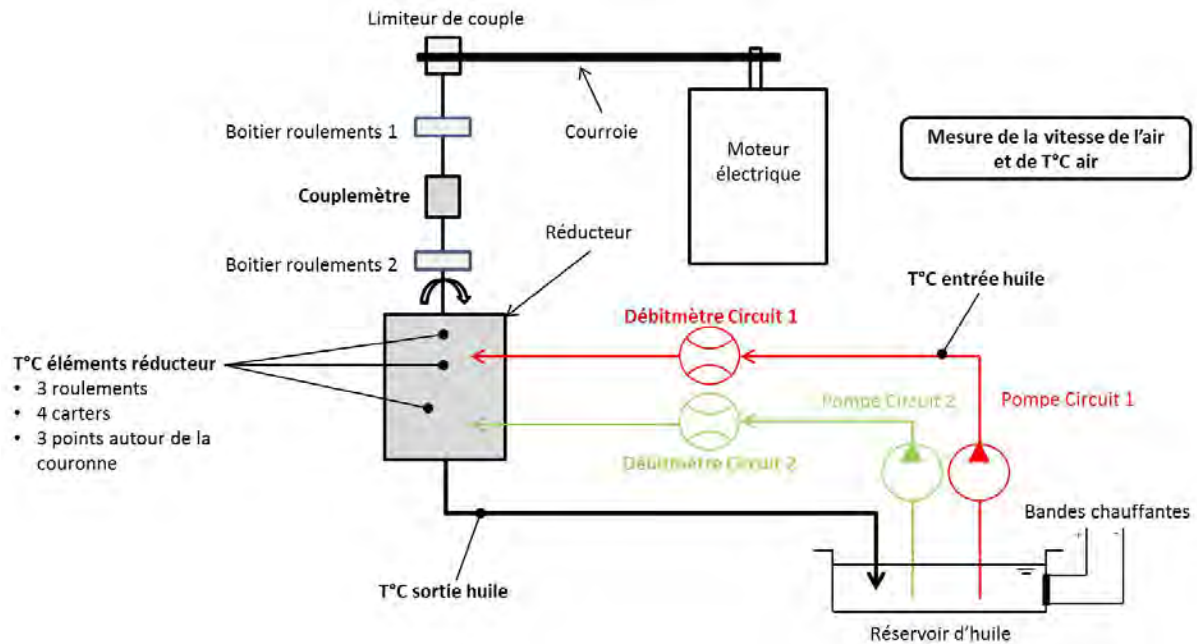 Limiteur de couple
Boitier roulements 1
Courroie
Moteur
électrique
Mesure de la vitesse de l'air
et de T°C air
Couplemètre
Réducteur
Boitier roulements 2
T°C entrée huile
Débitmètre Circuit 1
T°C éléments réducteur
• 3 roulements
• 4 carters
• 3 points autour de la
couronne
Pompe Circuit 2
Pompe Circuit 1
Débitmètre Circuit 2
Bandes chauffantes
+ -
T°C sortie huile
Réservoir d'huile